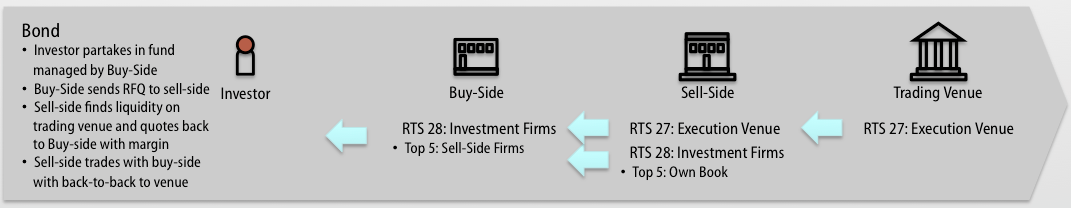 Bond
• Investor partakes in fund
managed by Buy-Side
• Buy-Side sends RFQ to sell-side
• Sell-side finds liquidity on
trading venue and quotes back
to Buy-side with margin
• Sell-side trades with buy-side
with back-to-back to venue
Investor
Buy-Side
RTS 28: Investment Firms
• Top 5: Sell-Side Firms
Sell-Side
RTS 27: Execution Venue
RTS 28: Investment Firms
• Top 5: Own Book
Trading Venue
RTS 27: Execution Venue